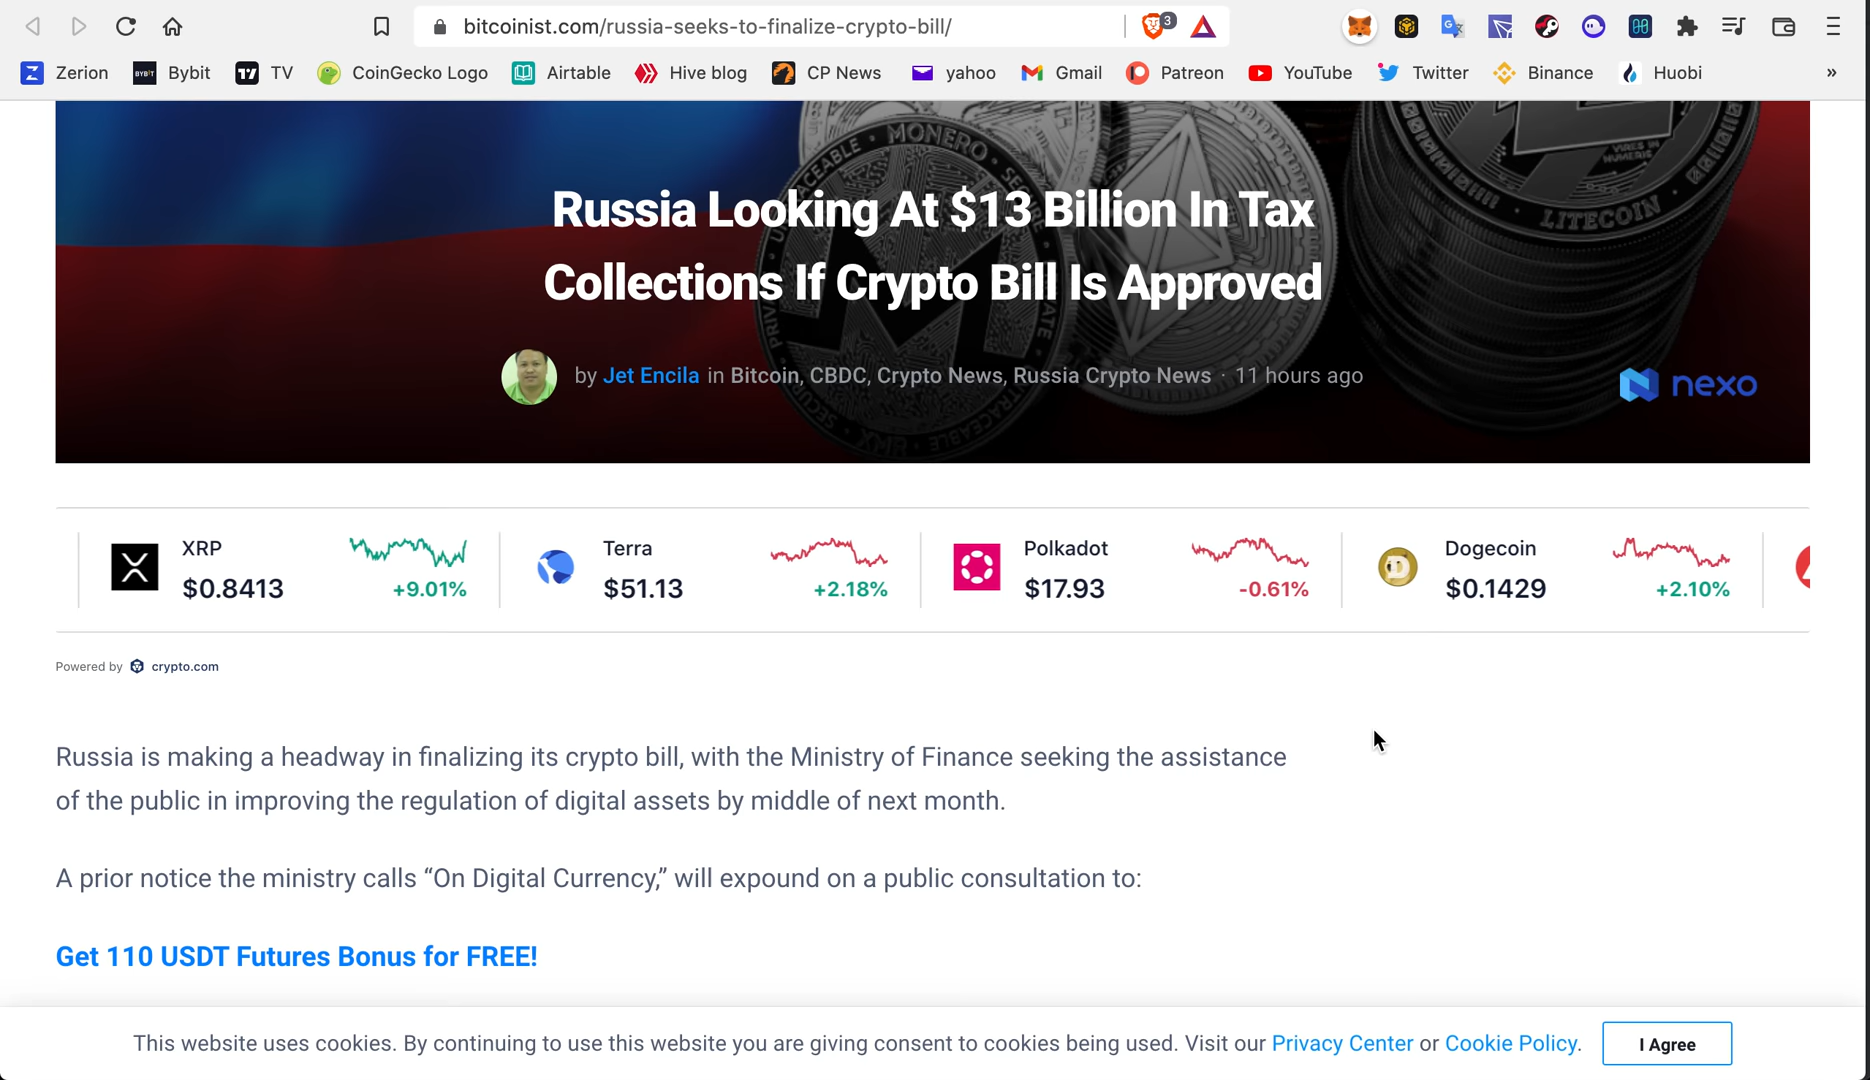 bitcoinist.com/russia-seeks-to-finalize-crypto-bill/
3
Zerion
BYBIT
Bybit
TV
CoinGecko Logo
Airtable
Hive blog
CP News
yahoo
Gmail
Patreon
YouTube
Twitter
Binance
Huobi
»
MONERO
LITECOIN
XMR
Russia Looking At $13 Billion In Tax
Collections If Crypto Bill Is Approved
by Jet Encila in Bitcoin, CBDC, Crypto News, Russia Crypto News · 11 hours ago
nexo
XRP
$0.8413
+9.01%
Terra
$51.13
+2.18%
Polkadot
$17.93
-0.61%
Dogecoin
$0.1429
+2.10%
Powered by crypto.com
Russia is making a headway in finalizing its crypto bill, with the Ministry of Finance seeking the assistance
of the public in improving the regulation of digital assets by middle of next month.
A prior notice the ministry calls “On Digital Currency,” will expound on a public consultation to:
Get 110 USDT Futures Bonus for FREE!
This website uses cookies. By continuing to use this website you are giving consent to cookies being used. Visit our Privacy Center or Cookie Policy.
I Agree